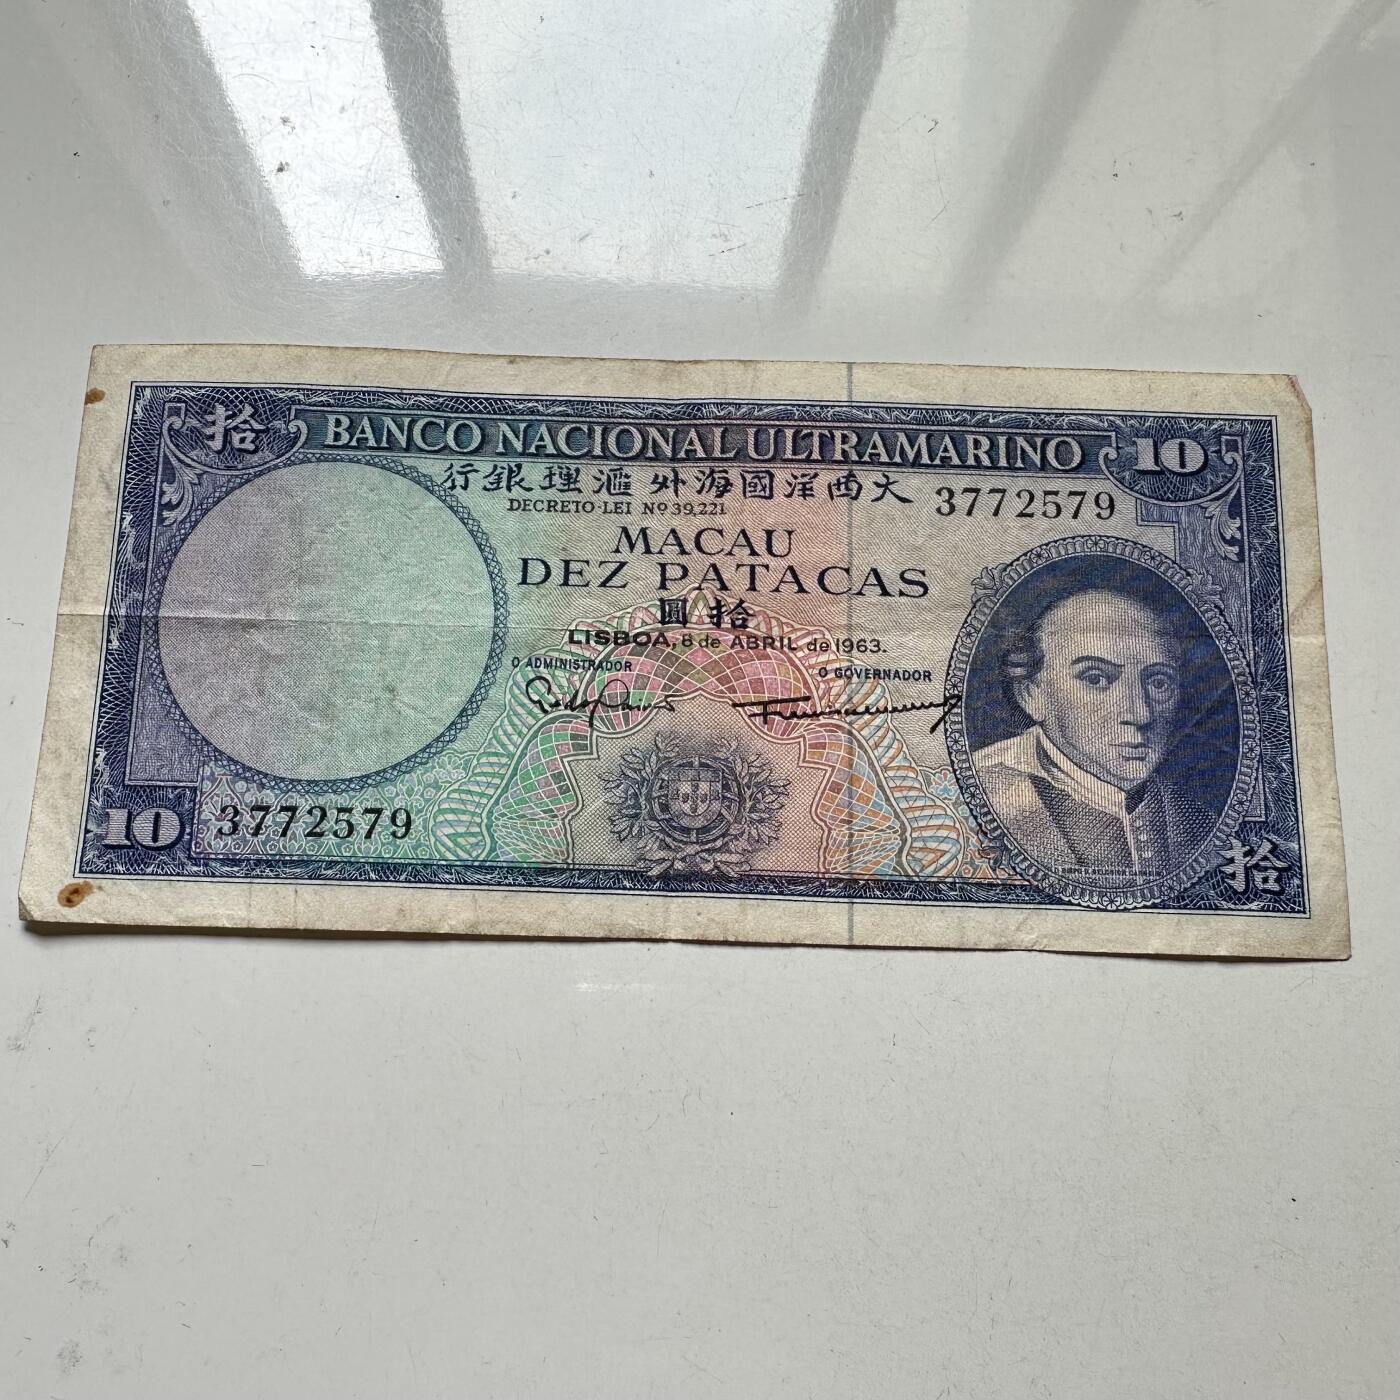 拾 BANCO NACIONAL ULTRAMARINO 10
行銀理滙外海國洋西大
3772579
DECRETO-LEI Nº 39,221
MACAU
DEZ PATACAS
圓拾
LISBOA, 8 de ABRIL de 1963.
O ADMINISTRADOR
O GOVERNADOR
10 3772579
拾